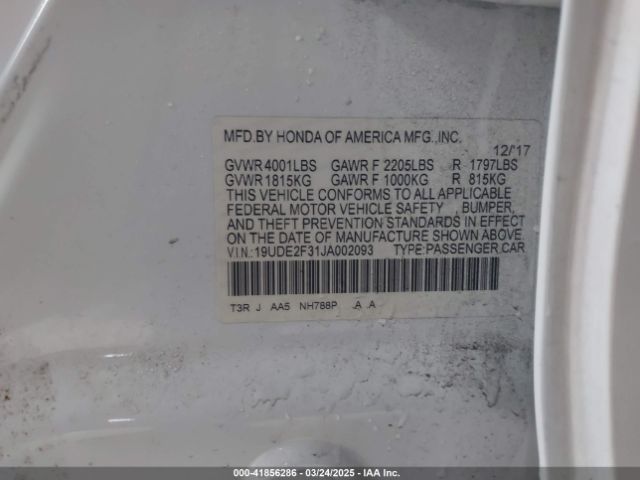 MFD.BY HONDA OF AMERICA MFG.,INC.
12/17
GVWR 4001LBS GAWR F 2205LBS R 1797LBS
GVWR 1815KG GAWR F 1000KG R 815KG
THIS VEHICLE CONFORMS TO ALL APPLICABLE
FEDERAL MOTOR VEHICLE SAFETY , BUMPER,
AND THEFT PREVENTION STANDARDS IN EFFECT
ON THE DATE OF MANUFACTURE SHOWN ABOVE.
V.I.N.: 19UDE2F31JA002093 TYPE:PASSENGER CAR
T3R J AA5 NH788P A A
000-41856286 - 03/24/2025 - IAA Inc.